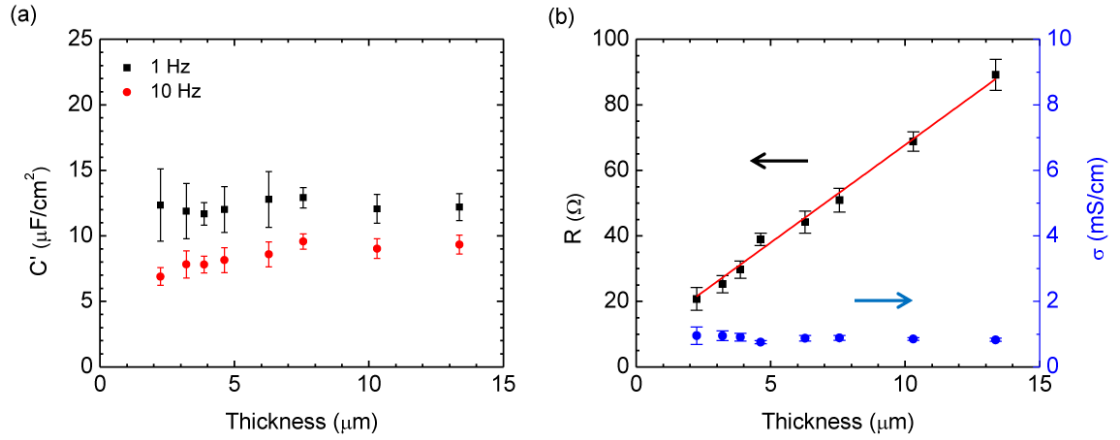 (a)
25
20
15
10
5
0
C' (μF/cm²)
1 Hz
10 Hz
0 5 10 15
Thickness (μm)
(b)
100
80
60
40
20
0
R (Ω)
10
8
6
4
2
0
σ (mS/cm)
0 5 10 15
Thickness (μm)